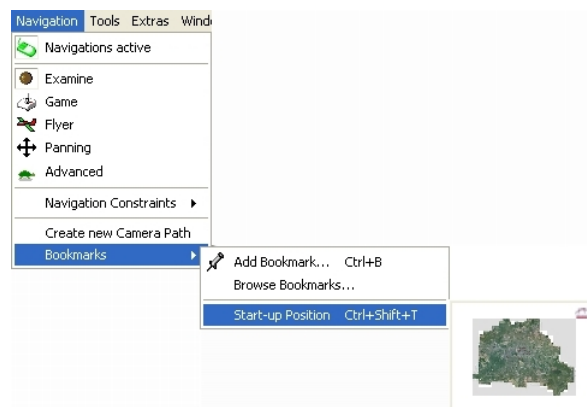 Navigation Tools Extras Wind
Navigations active
Examine
Game
Flyer
Panning
Advanced
Navigation Constraints
Create new Camera Path
Bookmarks
Add Bookmark... Ctrl+B
Browse Bookmarks...
Start-up Position Ctrl+Shift+T